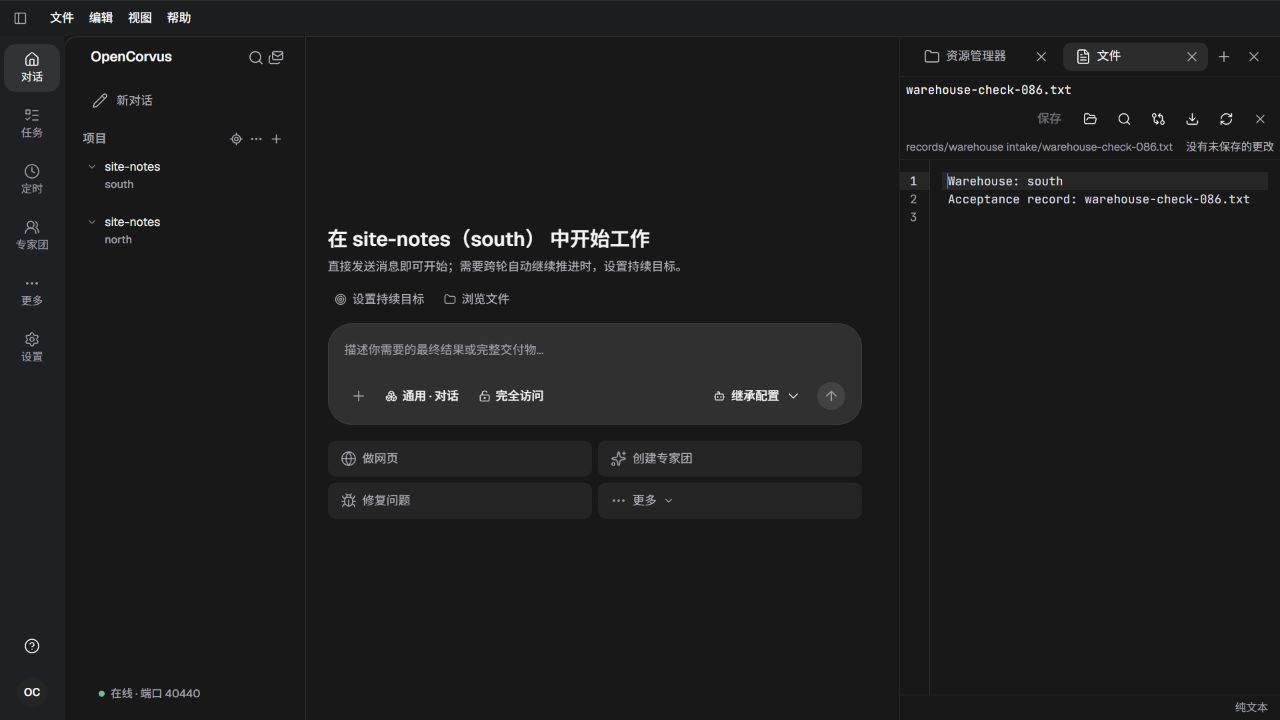 文件 编辑 视图 帮助
对话
任务
定时
专家团
更多
设置
OC
OpenCorvus
新对话
项目
site-notes
south
site-notes
north
在线 · 端口 40440
在 site-notes（south） 中开始工作
直接发送消息即可开始；需要跨轮自动继续推进时，设置持续目标。
设置持续目标 浏览文件
描述你需要的最终结果或完整交付物...
通用 · 对话 完全访问 继承配置
做网页 创建专家团
修复问题 更多
资源管理器 文件
warehouse-check-086.txt
保存
records/warehouse intake/warehouse-check-086.txt 没有未保存的更改
1 Warehouse: south
2 Acceptance record: warehouse-check-086.txt
3
纯文本